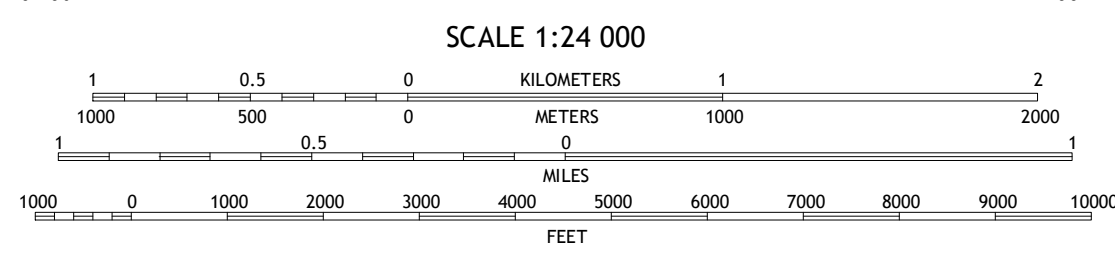 SCALE 1:24 000
1 0.5 0 KILOMETERS 1 2
1000 500 0 METERS 1000 2000
1 0.5 0 1
MILES
1000 0 1000 2000 3000 4000 5000 6000 7000 8000 9000 10000
FEET